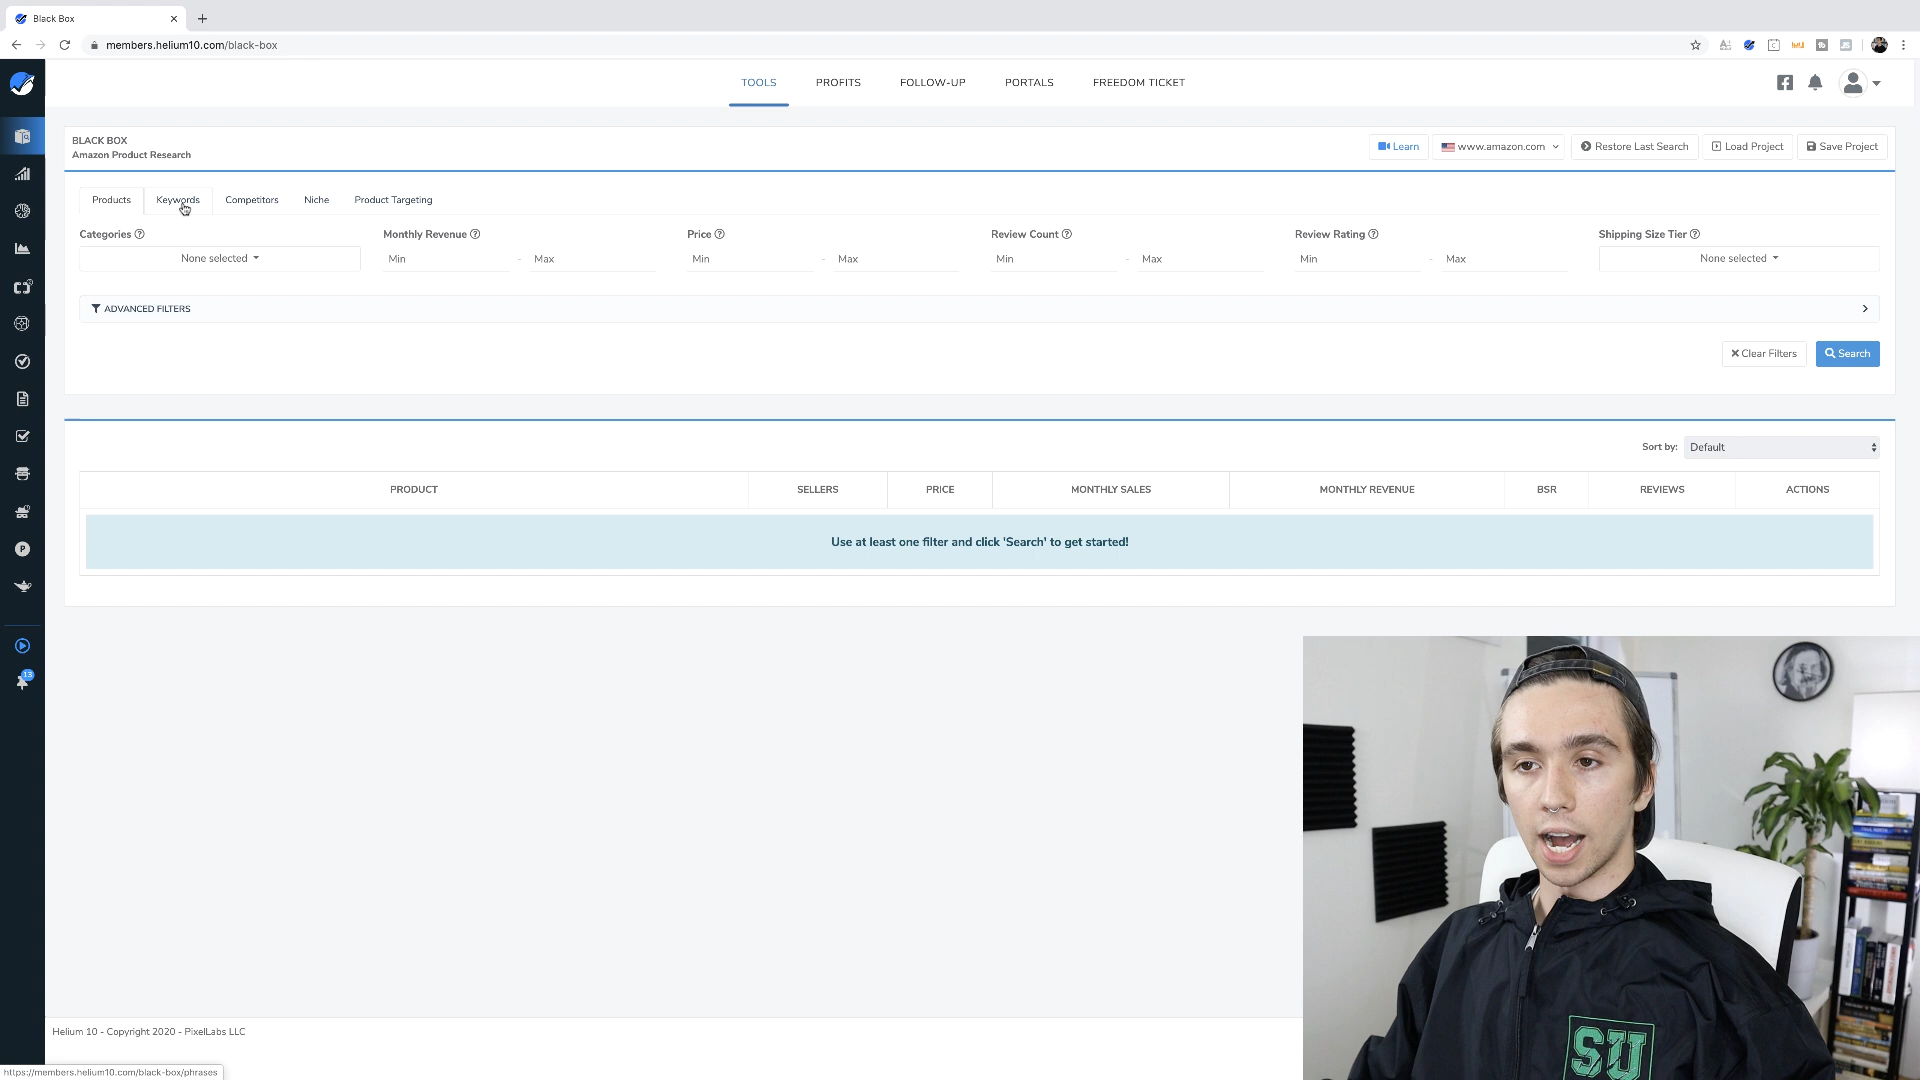 Black Box
members.helium10.com/black-box
TOOLS
PROFITS
FOLLOW-UP
PORTALS
FREEDOM TICKET
BLACK BOX
Amazon Product Research
Learn
www.amazon.com
Restore Last Search
Load Project
Save Project
Products
Keywords
Competitors
Niche
Product Targeting
Categories
Monthly Revenue
Price
Review Count
Review Rating
Shipping Size Tier
None selected
Min - Max
Min - Max
Min - Max
Min - Max
None selected
ADVANCED FILTERS
Clear Filters
Search
Sort by: Default
PRODUCT
SELLERS
PRICE
MONTHLY SALES
MONTHLY REVENUE
BSR
REVIEWS
ACTIONS
Use at least one filter and click 'Search' to get started!
13
Helium 10 - Copyright 2020 - PixelLabs LLC
https://members.helium10.com/black-box/phrases
SU